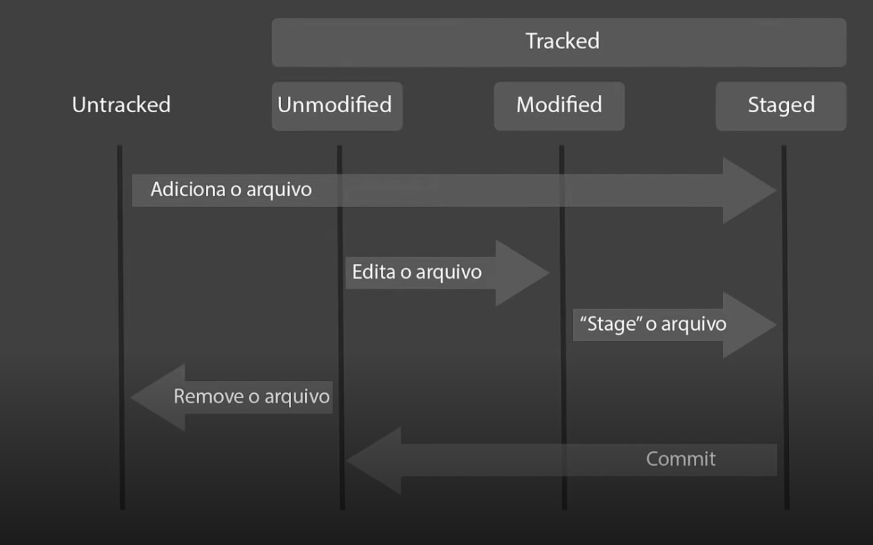 Tracked
Untracked
Unmodified
Modified
Staged
Adiciona o arquivo
Edita o arquivo
“Stage” o arquivo
Remove o arquivo
Commit